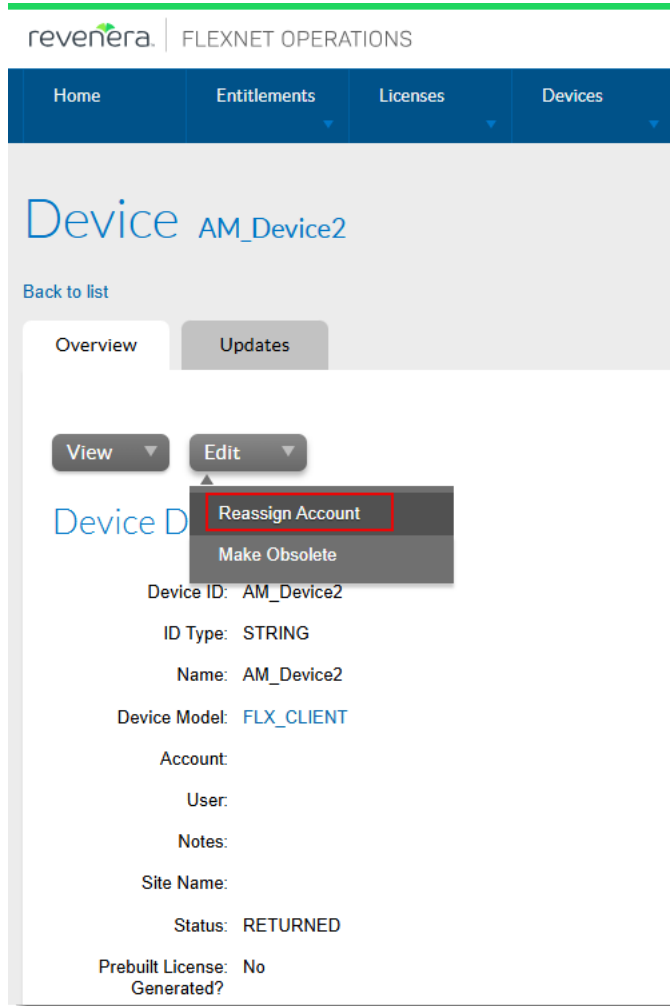 revenera. FLEXNET OPERATIONS
Home Entitlements Licenses Devices
Device AM_Device2
Back to list
Overview Updates
View Edit
Reassign Account
Device D
Make Obsolete
Device ID: AM_Device2
ID Type: STRING
Name: AM_Device2
Device Model: FLX_CLIENT
Account:
User:
Notes:
Site Name:
Status: RETURNED
Prebuilt License: No
Generated?